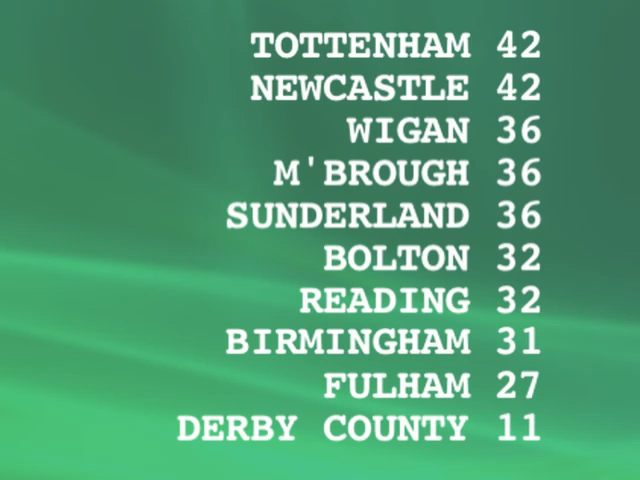 TOTTENHAM 42
NEWCASTLE 42
WIGAN 36
M'BROUGH 36
SUNDERLAND 36
BOLTON 32
READING 32
BIRMINGHAM 31
FULHAM 27
DERBY COUNTY 11